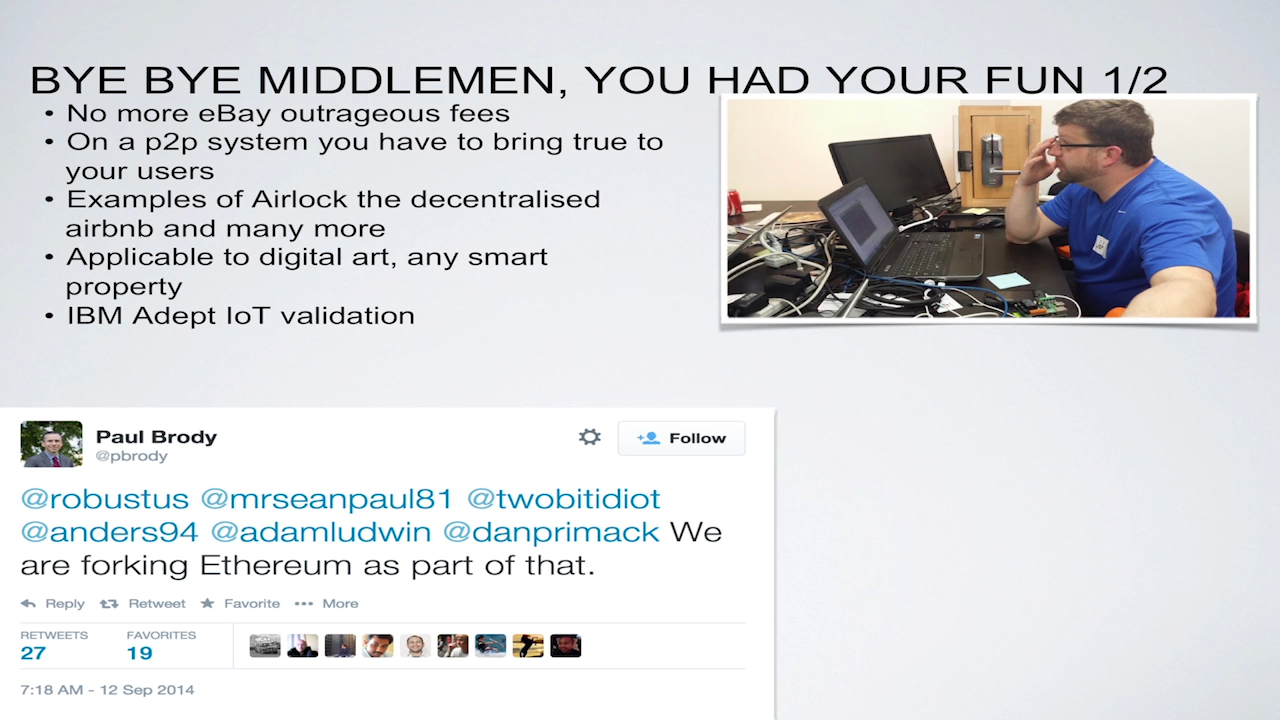 BYE BYE MIDDLEMEN, YOU HAD YOUR FUN 1/2
• No more eBay outrageous fees
• On a p2p system you have to bring true to
your users
• Examples of Airlock the decentralised
airbnb and many more
• Applicable to digital art, any smart
property
• IBM Adept IoT validation
Paul Brody
@pbrody
Follow
@robustus @mrseanpaul81 @twobitidiot
@anders94 @adamludwin @danprimack We
are forking Ethereum as part of that.
Reply Retweet Favorite More
RETWEETS FAVORITES
27 19
7:18 AM - 12 Sep 2014